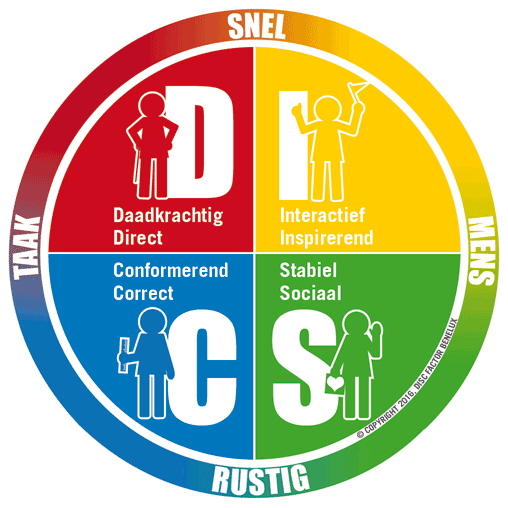 SNEL
TAAK
MENS
D
Daadkrachtig
Direct
I
Interactief
Inspirerend
Conformerend
Correct
C
Stabiel
Sociaal
S
© COPYRIGHT 2016, DISC FACTOR BENELUX
RUSTIG